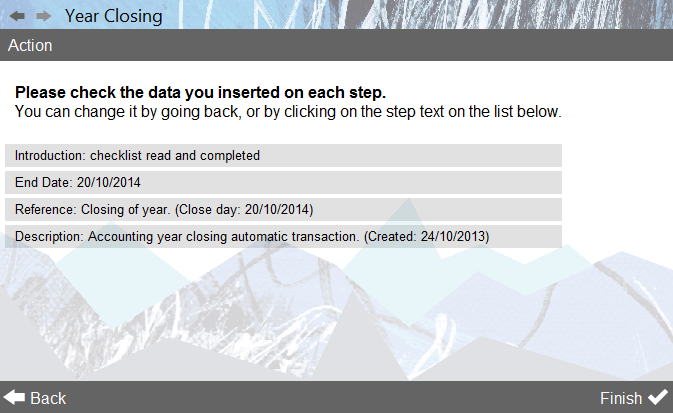 Year Closing
Action
Please check the data you inserted on each step.
You can change it by going back, or by clicking on the step text on the list below.
Introduction: checklist read and completed
End Date: 20/10/2014
Reference: Closing of year. (Close day: 20/10/2014)
Description: Accounting year closing automatic transaction. (Created: 24/10/2013)
Back Finish